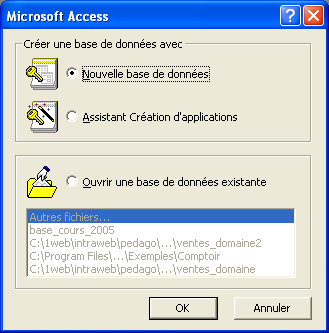 Microsoft Access
Créer une base de données avec
Nouvelle base de données
Assistant Création d'applications
Ouvrir une base de données existante
Autres fichiers...
base_cours_2005
C:\1web\intraweb\pedago\...\ventes_domaine2
C:\Program Files\...\Exemples\Comptoir
C:\1web\intraweb\pedago\...\ventes_domaine
OK
Annuler